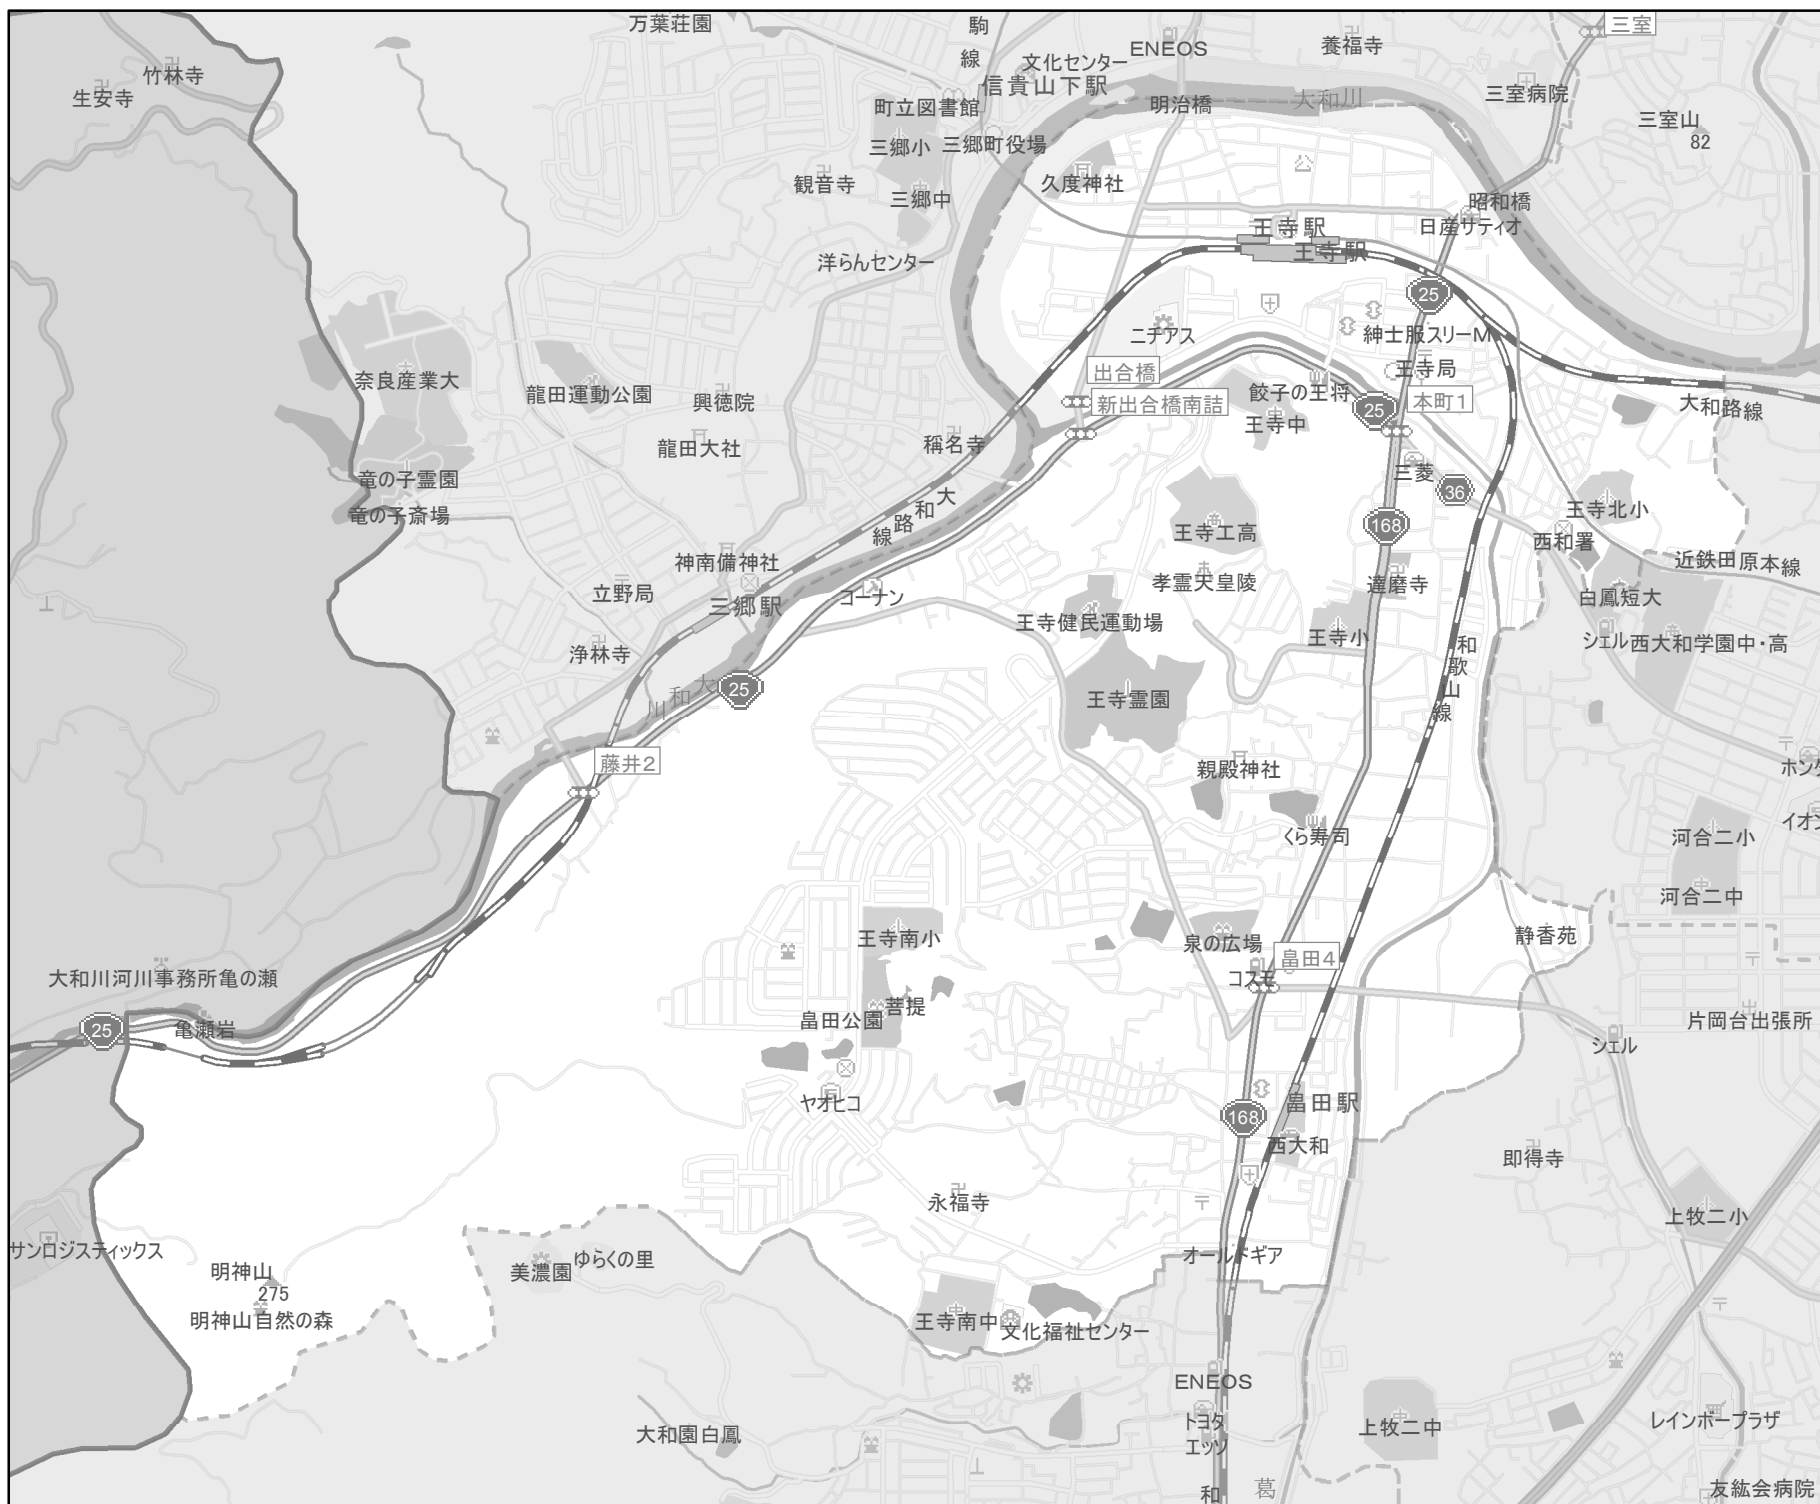 万葉荘園
駒
線
ENEOS
養福寺
三室
竹林寺
生安寺
文化センター
信貴山下駅
町立図書館
明治橋
大和川
三室病院
三室山
82
三郷小
三郷町役場
観音寺
三郷中
久度神社
昭和橋
日産サティオ
王寺駅
王寺駅
洋らんセンター
25
ニチアス
紳士服スリーM
出合橋
王寺局
奈良産業大
龍田運動公園
興徳院
新出合橋南詰
餃子の王将
25
本町1
大和路線
王寺中
龍田大社
稱名寺
三菱
36
竜の子霊園
竜の子斎場
大和路線
王寺工高
168
王寺北小
西和署
神南備神社
近鉄田原本線
立野局
三郷駅
コーナン
孝霊天皇陵
達磨寺
白鳳短大
王寺健民運動場
王寺小
シェル
西大和学園中・高
浄林寺
和歌山線
25
大和川
王寺霊園
藤井2
親殿神社
ホンダ
くら寿司
河合二小
イオン
河合二中
王寺南小
泉の広場
静香苑
畠田4
コスモ
大和川河川事務所亀の瀬
25
亀瀬岩
菩提
畠田公園
片岡台出張所
シェル
ヤオヒコ
168
畠田駅
西大和
即得寺
永福寺
上牧二小
サンロジスティックス
明神山
275
明神山自然の森
美濃園
ゆらくの里
オールドギア
王寺南中
文化福祉センター
ENEOS
トヨタ
エッソ
大和園白鳳
上牧二中
レインボープラザ
和
葛
友紘会病院